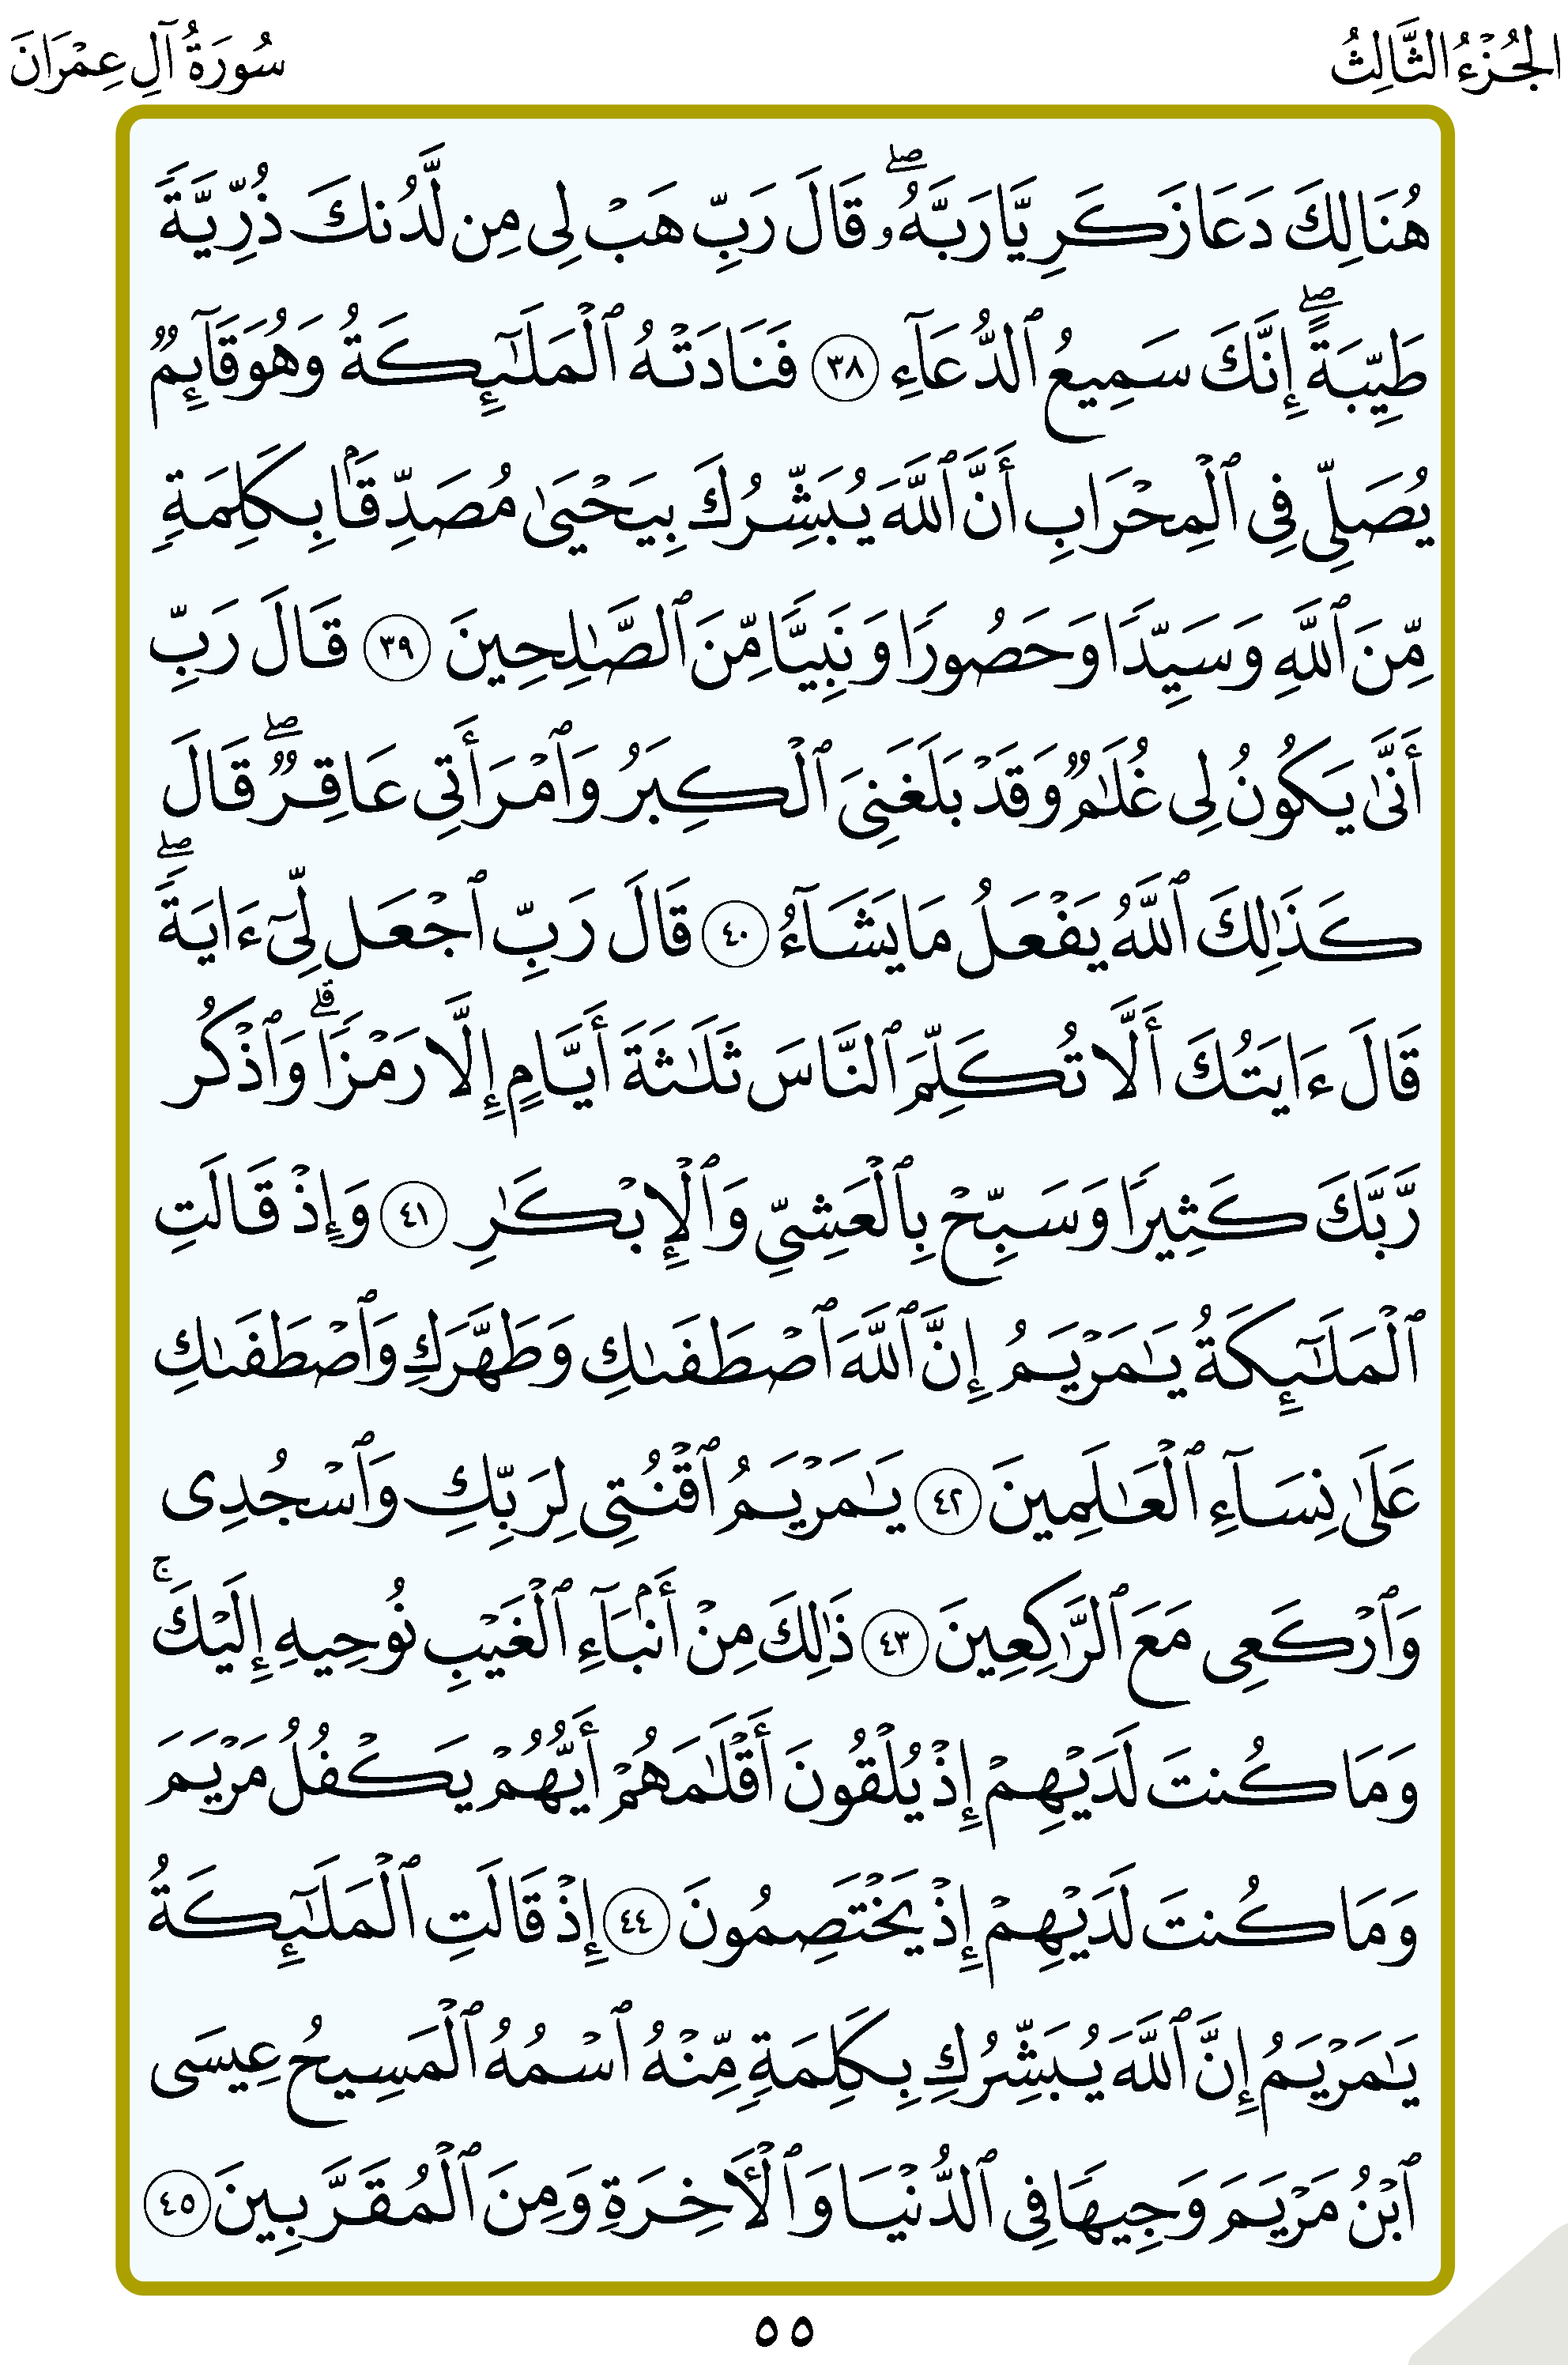 الجُزْءُ الثَّالِثُ
سُورَةُ آلِ عِمْرَانَ
هُنَالِكَ دَعَا زَكَرِيَّا رَبَّهُۥۖ قَالَ رَبِّ هَبْ لِى مِن لَّدُنكَ ذُرِّيَّةً
طَيِّبَةًۖ إِنَّكَ سَمِيعُ ٱلدُّعَآءِ ٣٨ فَنَادَتْهُ ٱلْمَلَـٰٓئِكَةُ وَهُوَ قَآئِمٌ
يُصَلِّى فِى ٱلْمِحْرَابِ أَنَّ ٱللَّهَ يُبَشِّرُكَ بِيَحْيَىٰ مُصَدِّقًۢا بِكَلِمَةٍ
مِّنَ ٱللَّهِ وَسَيِّدًا وَحَصُورًا وَنَبِيًّا مِّنَ ٱلصَّـٰلِحِينَ ٣٩ قَالَ رَبِّ
أَنَّىٰ يَكُونُ لِى غُلَـٰمٌ وَقَدْ بَلَغَنِىَ ٱلْكِبَرُ وَٱمْرَأَتِى عَاقِرٌۖ قَالَ
كَذَٰلِكَ ٱللَّهُ يَفْعَلُ مَا يَشَآءُ ٤٠ قَالَ رَبِّ ٱجْعَل لِّىٓ ءَايَةًۖ
قَالَ ءَايَتُكَ أَلَّا تُكَلِّمَ ٱلنَّاسَ ثَلَـٰثَةَ أَيَّامٍ إِلَّا رَمْزًاۗ وَٱذْكُر
رَّبَّكَ كَثِيرًا وَسَبِّحْ بِٱلْعَشِىِّ وَٱلْإِبْكَـٰرِ ٤١ وَإِذْ قَالَتِ
ٱلْمَلَـٰٓئِكَةُ يَـٰمَرْيَمُ إِنَّ ٱللَّهَ ٱصْطَفَىٰكِ وَطَهَّرَكِ وَٱصْطَفَىٰكِ
عَلَىٰ نِسَآءِ ٱلْعَـٰلَمِينَ ٤٢ يَـٰمَرْيَمُ ٱقْنُتِى لِرَبِّكِ وَٱسْجُدِى
وَٱرْكَعِى مَعَ ٱلرَّٰكِعِينَ ٤٣ ذَٰلِكَ مِنْ أَنۢبَآءِ ٱلْغَيْبِ نُوحِيهِ إِلَيْكَۚ
وَمَا كُنتَ لَدَيْهِمْ إِذْ يُلْقُونَ أَقْلَـٰمَهُمْ أَيُّهُمْ يَكْفُلُ مَرْيَمَ
وَمَا كُنتَ لَدَيْهِمْ إِذْ يَخْتَصِمُونَ ٤٤ إِذْ قَالَتِ ٱلْمَلَـٰٓئِكَةُ
يَـٰمَرْيَمُ إِنَّ ٱللَّهَ يُبَشِّرُكِ بِكَلِمَةٍ مِّنْهُ ٱسْمُهُ ٱلْمَسِيحُ عِيسَى
ٱبْنُ مَرْيَمَ وَجِيهًا فِى ٱلدُّنْيَا وَٱلْـَٔاخِرَةِ وَمِنَ ٱلْمُقَرَّبِينَ ٤٥
٥٥